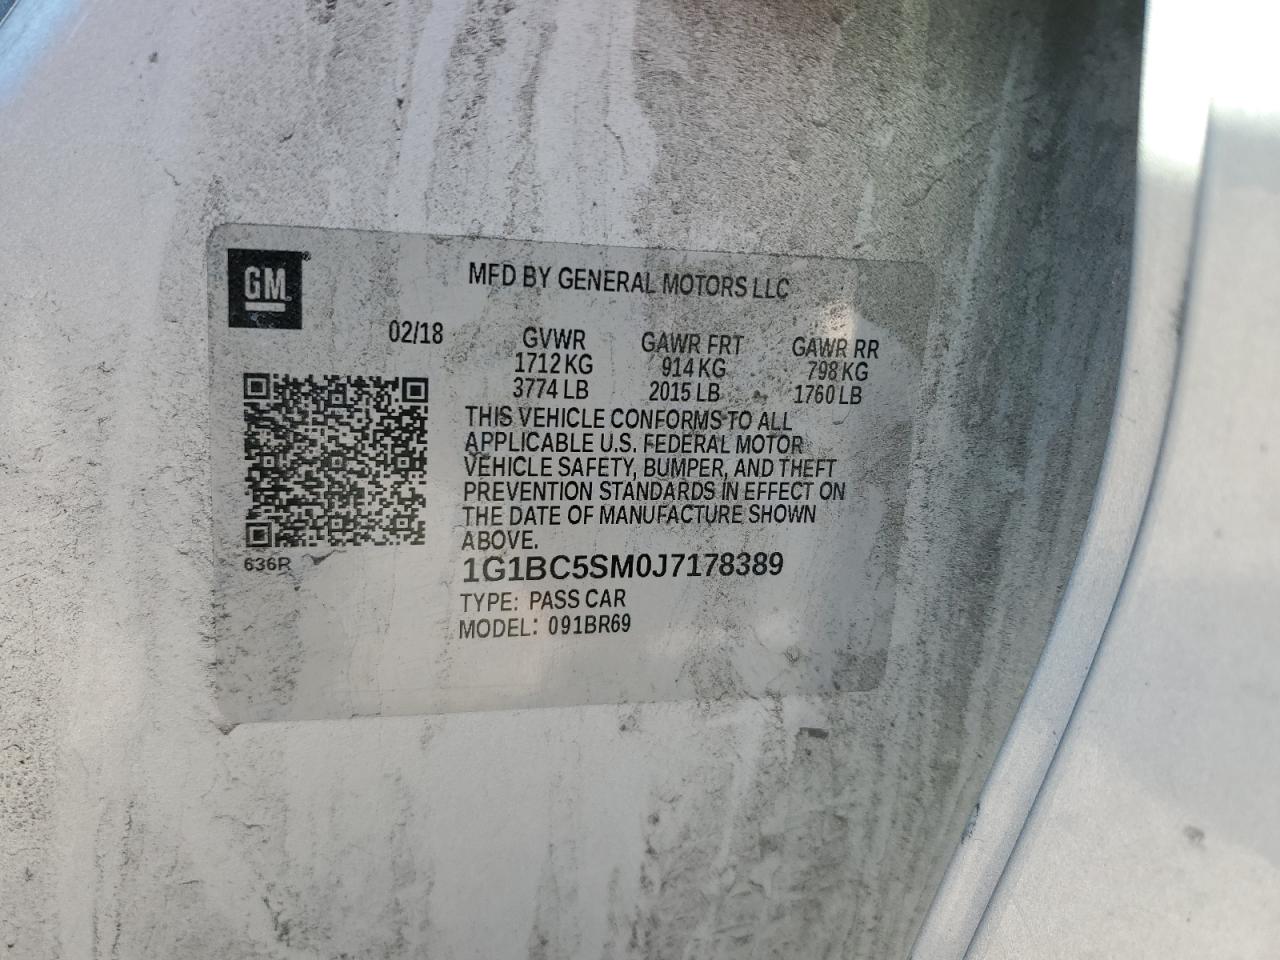 GM
MFD BY GENERAL MOTORS LLC
02/18
GVWR GAWR FRT GAWR RR
1712 KG 914 KG 798 KG
3774 LB 2015 LB 1760 LB
THIS VEHICLE CONFORMS TO ALL
APPLICABLE U.S. FEDERAL MOTOR
VEHICLE SAFETY, BUMPER, AND THEFT
PREVENTION STANDARDS IN EFFECT ON
THE DATE OF MANUFACTURE SHOWN
ABOVE.
636R
1G1BC5SM0J7178389
TYPE: PASS CAR
MODEL: 091BR69